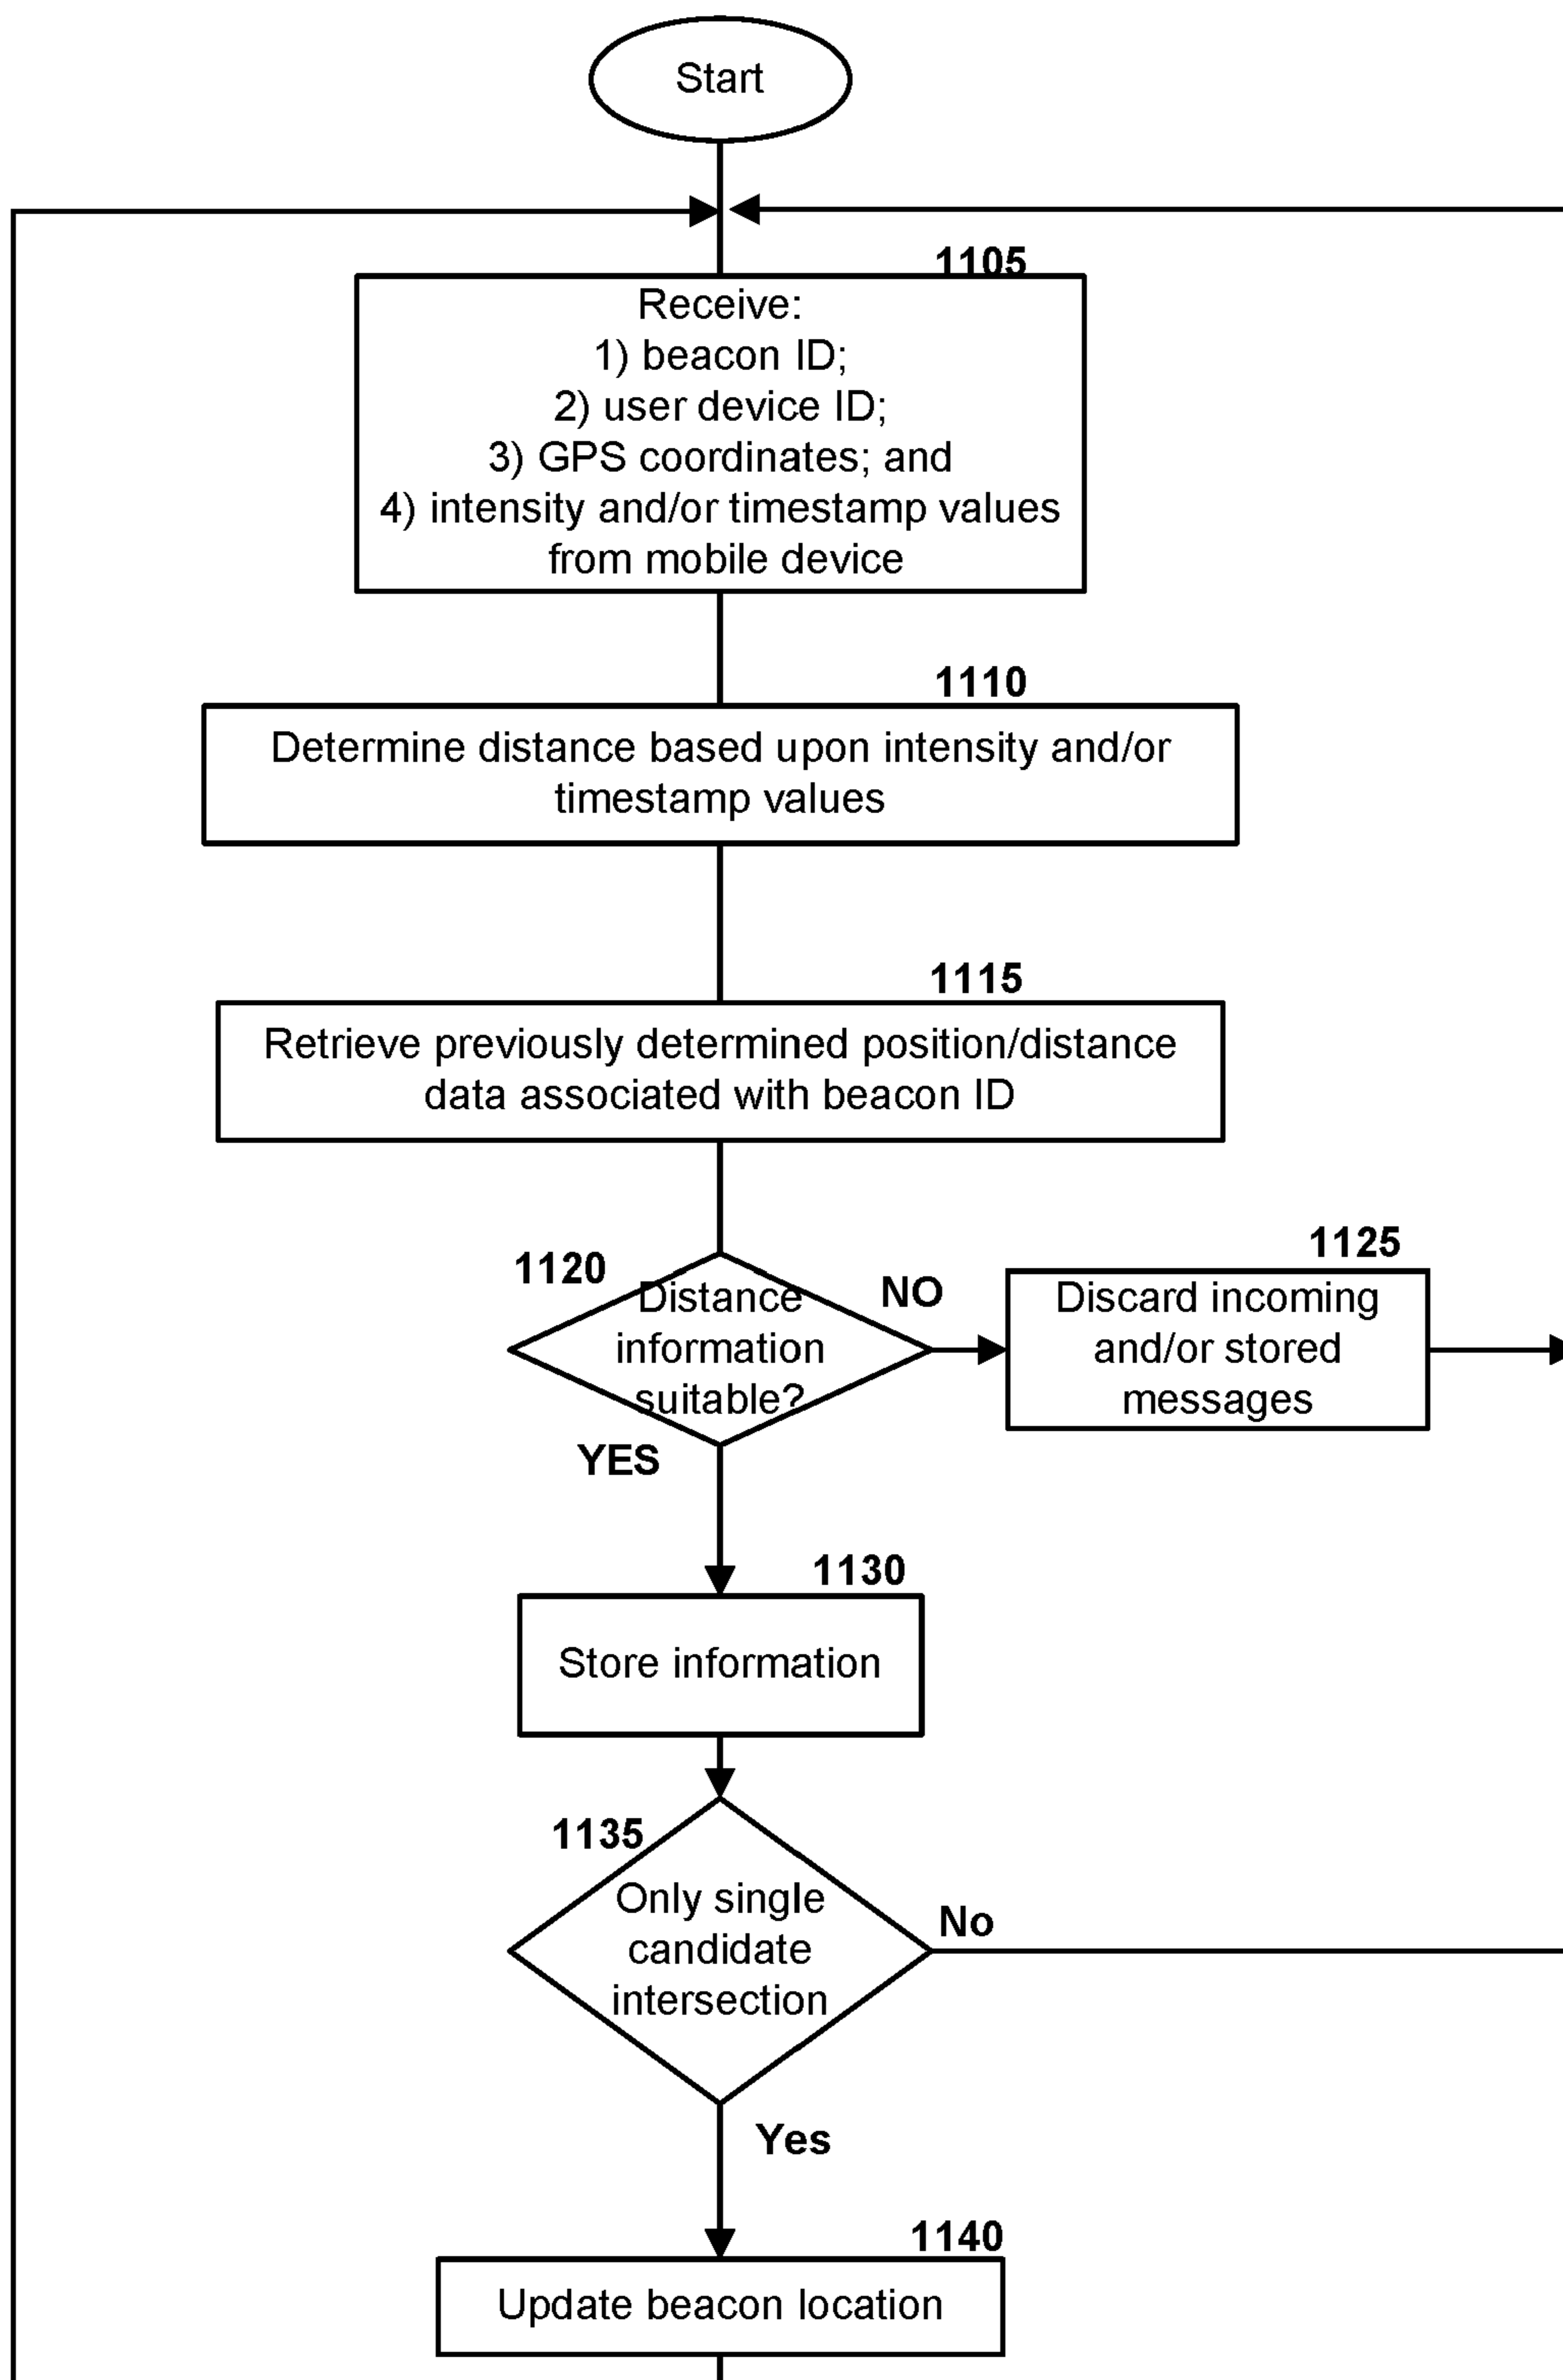 Start
1105
Receive:
1) beacon ID;
2) user device ID;
3) GPS coordinates; and
4) intensity and/or timestamp values
from mobile device
1110
Determine distance based upon intensity and/or
timestamp values
1115
Retrieve previously determined position/distance
data associated with beacon ID
1120
Distance
information
suitable?
NO
1125
Discard incoming
and/or stored
messages
YES
1130
Store information
1135
Only single
candidate
intersection
No
Yes
1140
Update beacon location